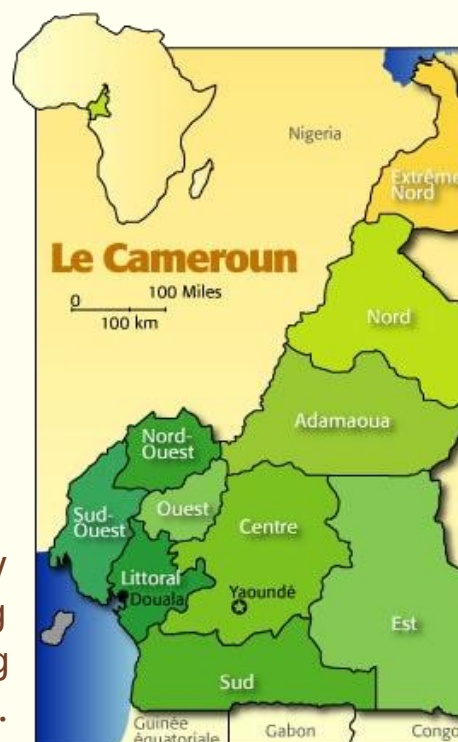 Nigeria
Extrême
Nord
Le Cameroun
0
100 Miles
100 km
Nord
Adamaoua
Nord-
Ouest
Ouest
Sud-
Ouest
Centre
Littoral
Douala
Yaoundé
Est
Sud
Guinée
équatoriale
Gabon
Congo
y
g
g
.